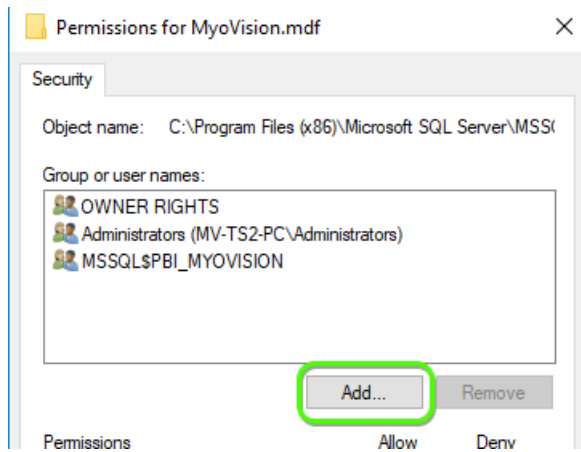 Permissions for MyoVision.mdf
Security
Object name: C:\Program Files (x86)\Microsoft SQL Server\MSS
Group or user names:
OWNER RIGHTS
Administrators (MV-TS2-PC\Administrators)
MSSQL$PBI_MYOVISION
Add... Remove
Permissions Allow Deny